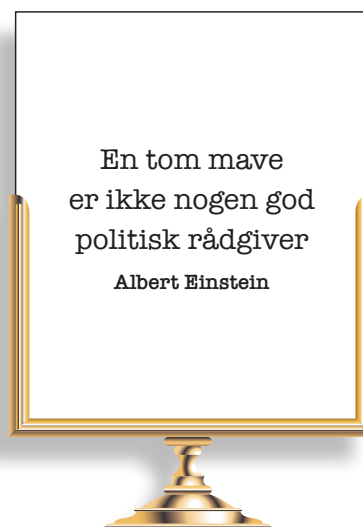 En tom mave
er ikke nogen god
politisk rådgiver
Albert Einstein